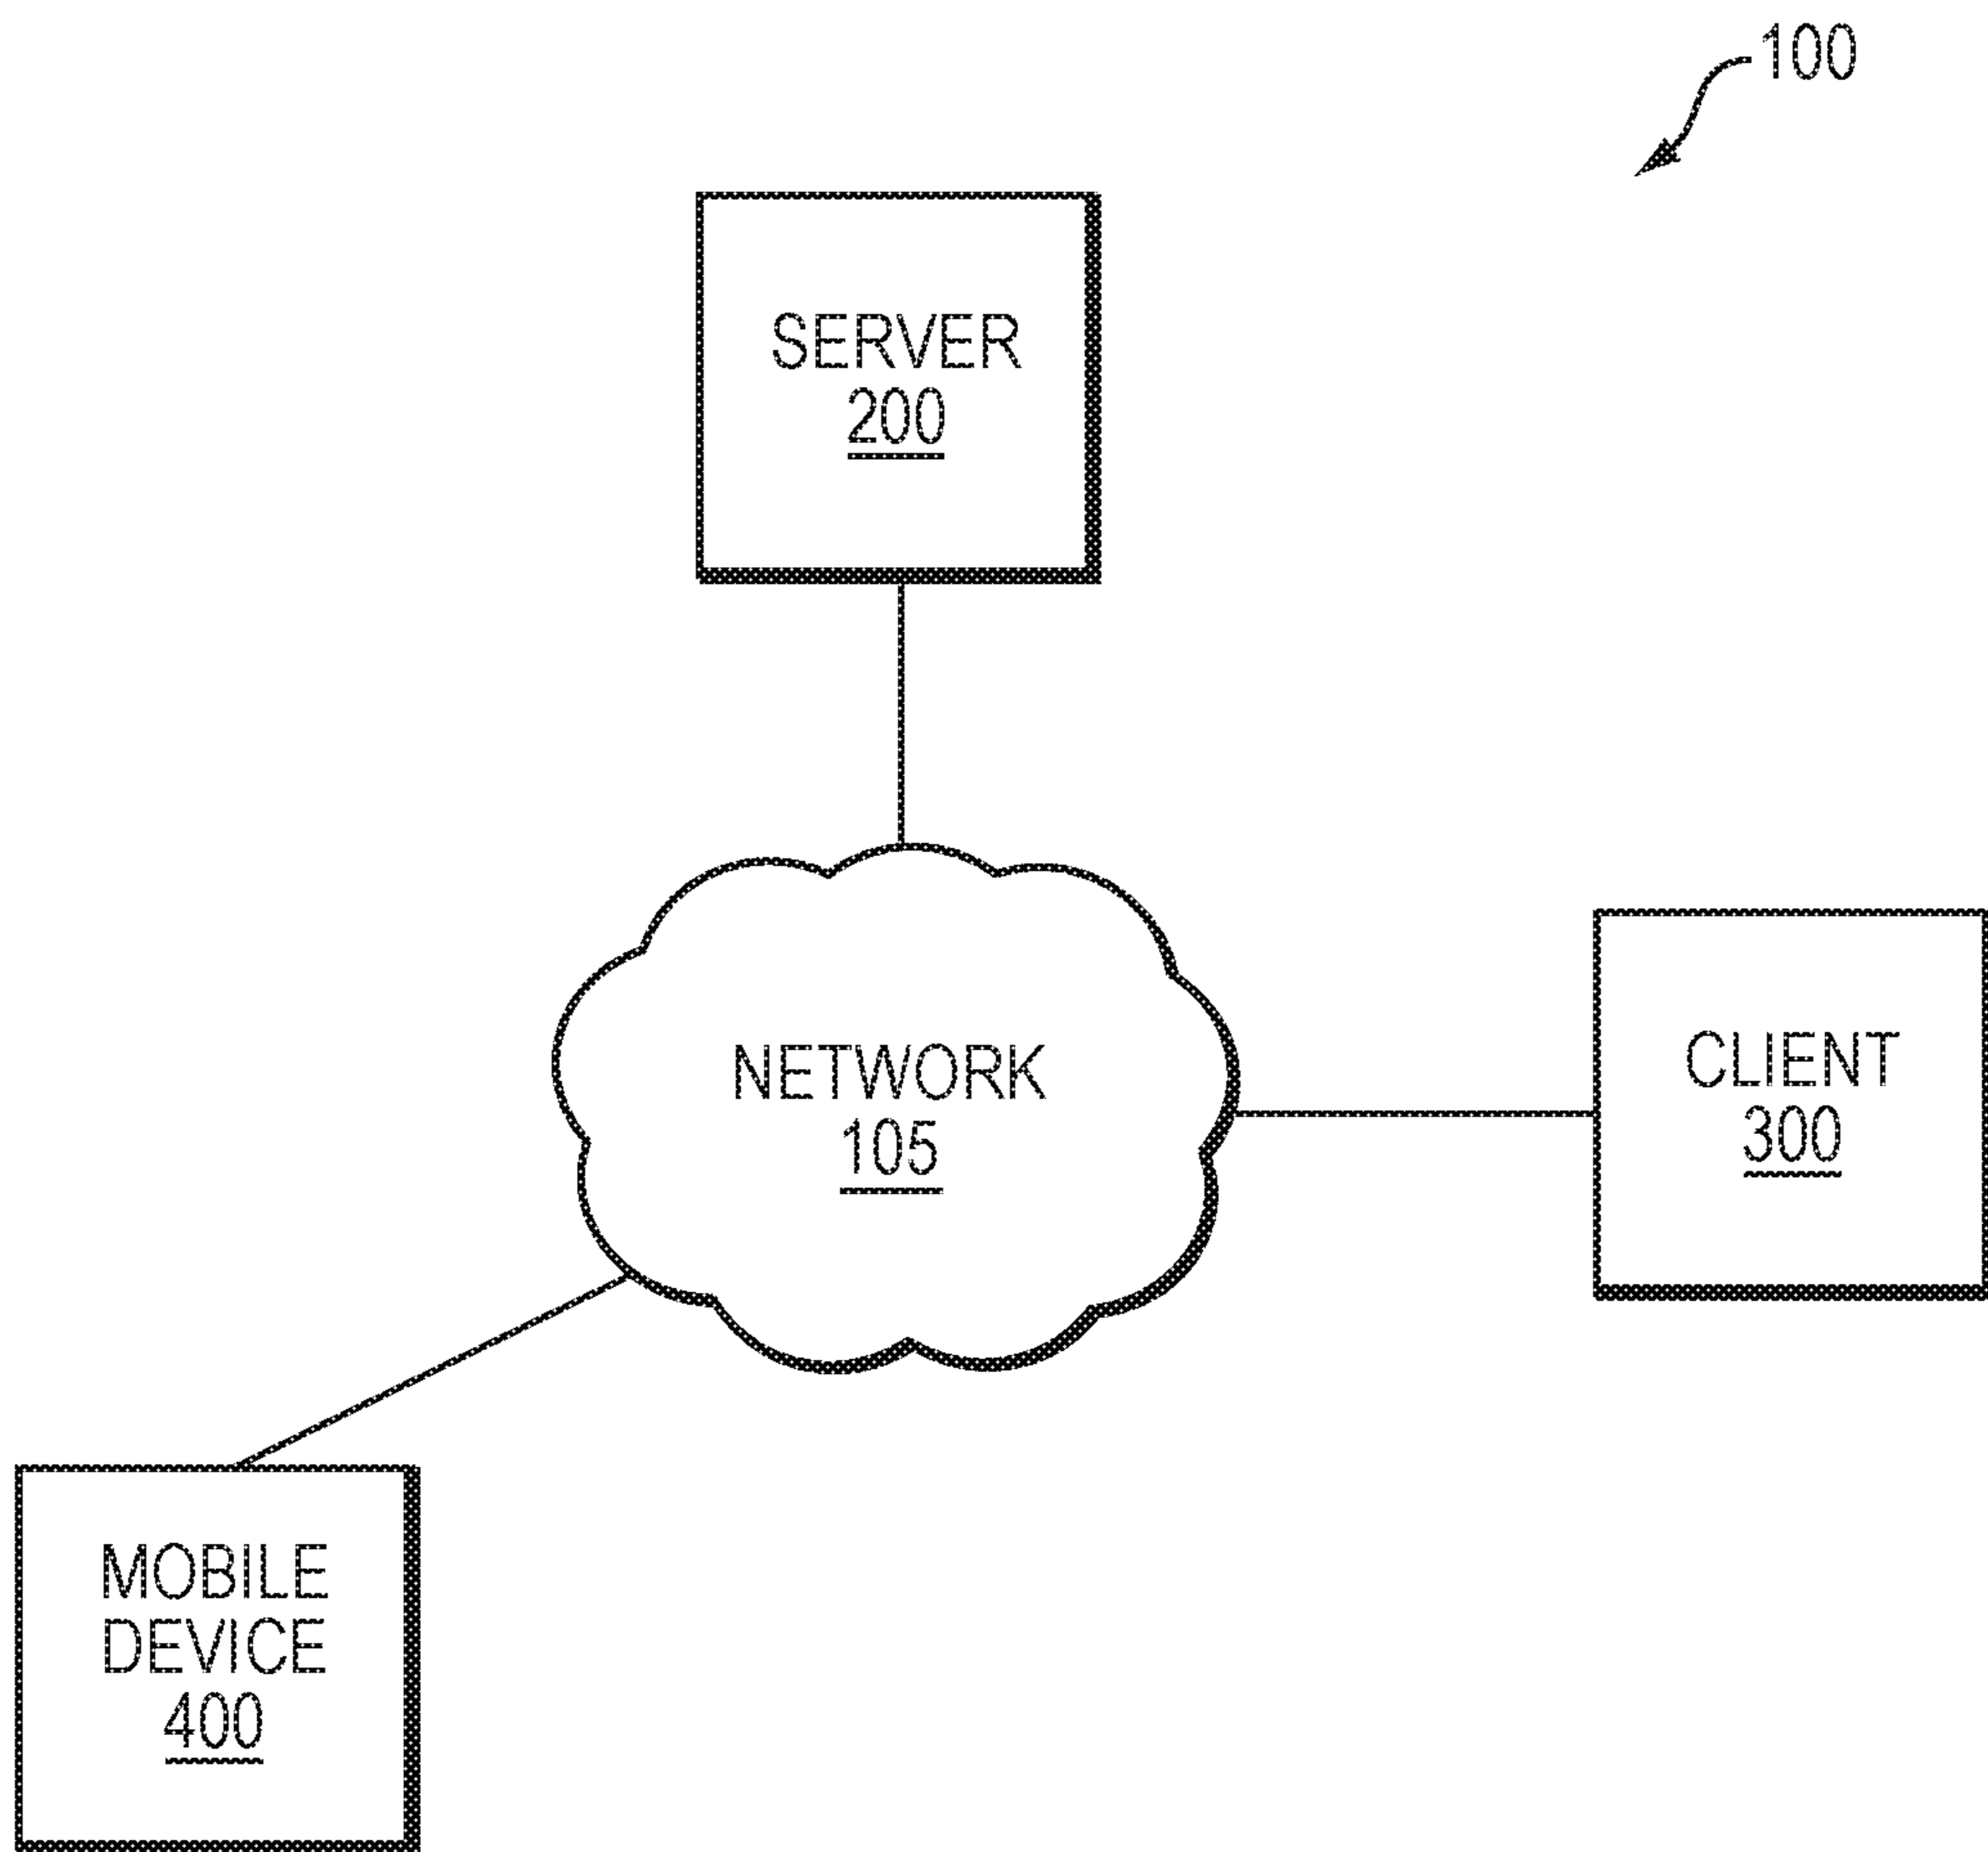 100
SERVER
200
NETWORK
105
CLIENT
300
MOBILE
DEVICE
400